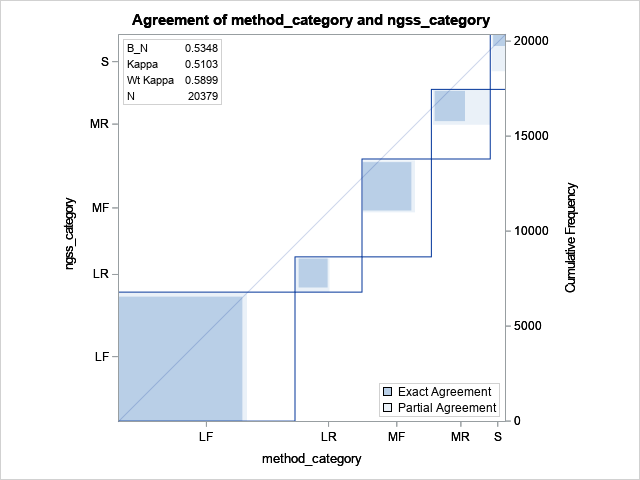 Agreement of method_category and ngss_category
B_N 0.5348
Kappa 0.5103
Wt Kappa 0.5899
N 20379
S
MR
MF
LR
LF
ngss_category
20000
15000
10000
5000
0
Cumulative Frequency
Exact Agreement
Partial Agreement
LF LR MF MR S
method_category